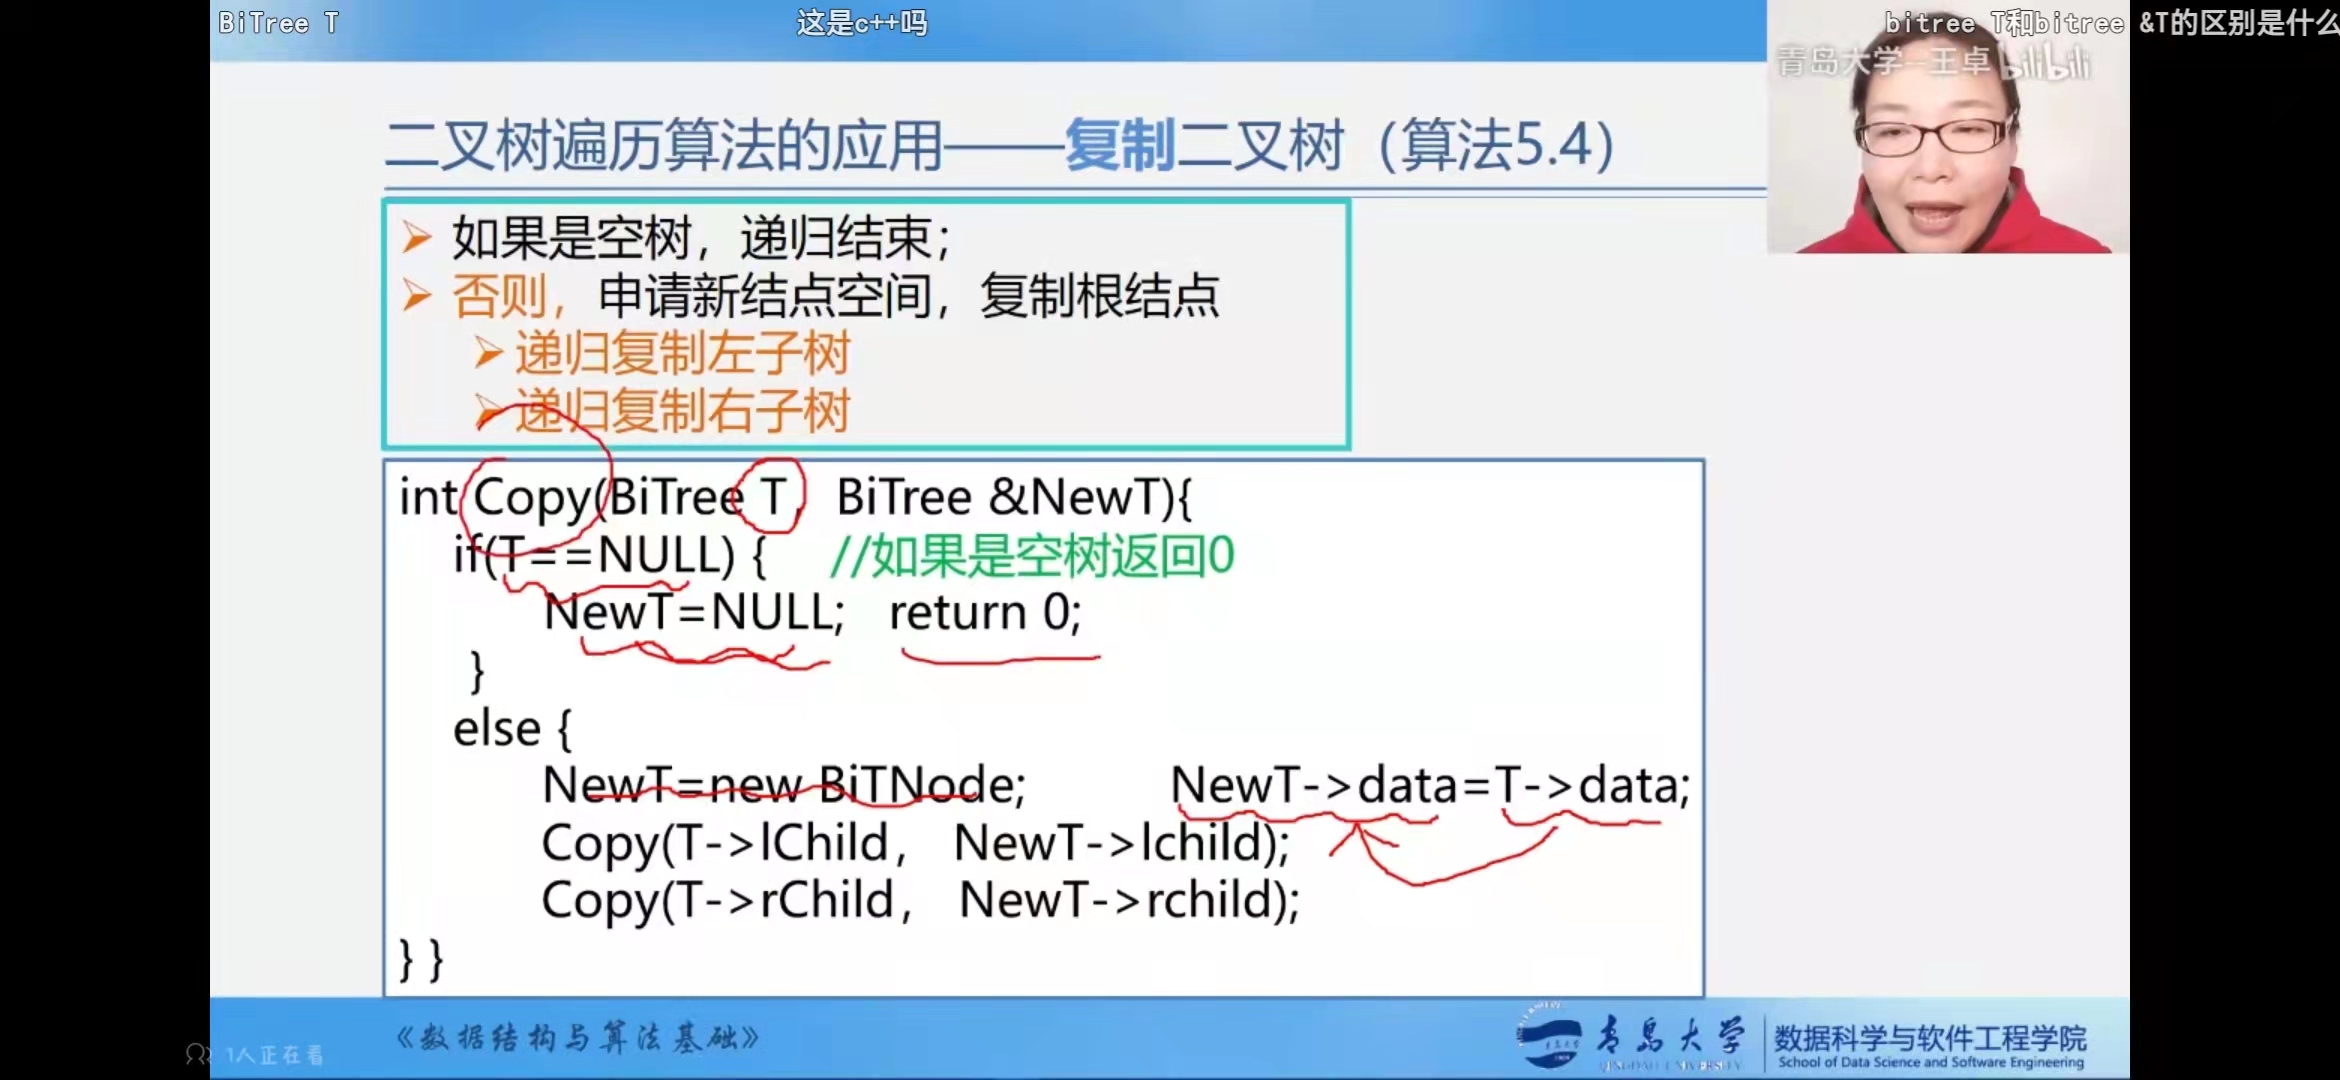 BiTree T
这是c++吗
bitree T和bitree &T的区别是什么
青岛大学-王卓 bilibili
二叉树遍历算法的应用——复制二叉树（算法5.4）
如果是空树，递归结束；
否则，申请新结点空间，复制根结点
递归复制左子树
递归复制右子树
int Copy(BiTree T, BiTree &NewT){
if(T==NULL) { //如果是空树返回0
NewT=NULL; return 0;
}
else {
NewT=new BiTNode; NewT->data=T->data;
Copy(T->lChild, NewT->lchild);
Copy(T->rChild, NewT->rchild);
} }
《数据结构与算法基础》
1人正在看
青岛大学
QINGDAO UNIVERSITY
数据科学与软件工程学院
School of Data Science and Software Engineering